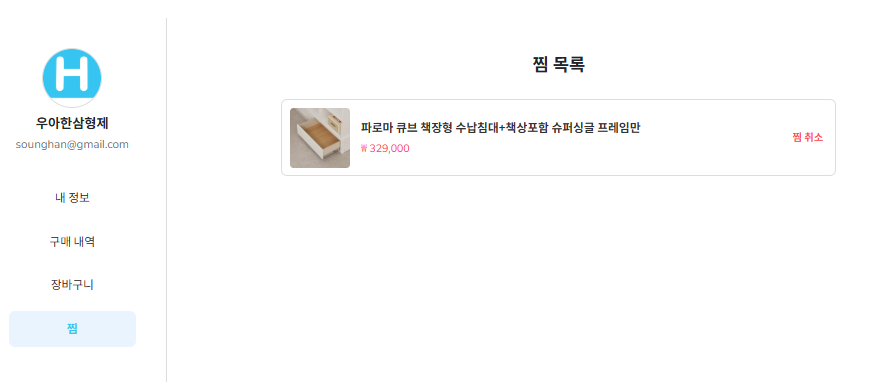 H
우아한삼형제
sounghan@gmail.com
내 정보
구매 내역
장바구니
찜
찜 목록
파로마 큐브 책장형 수납침대+책상포함 슈퍼싱글 프레임만
₩ 329,000
찜 취소